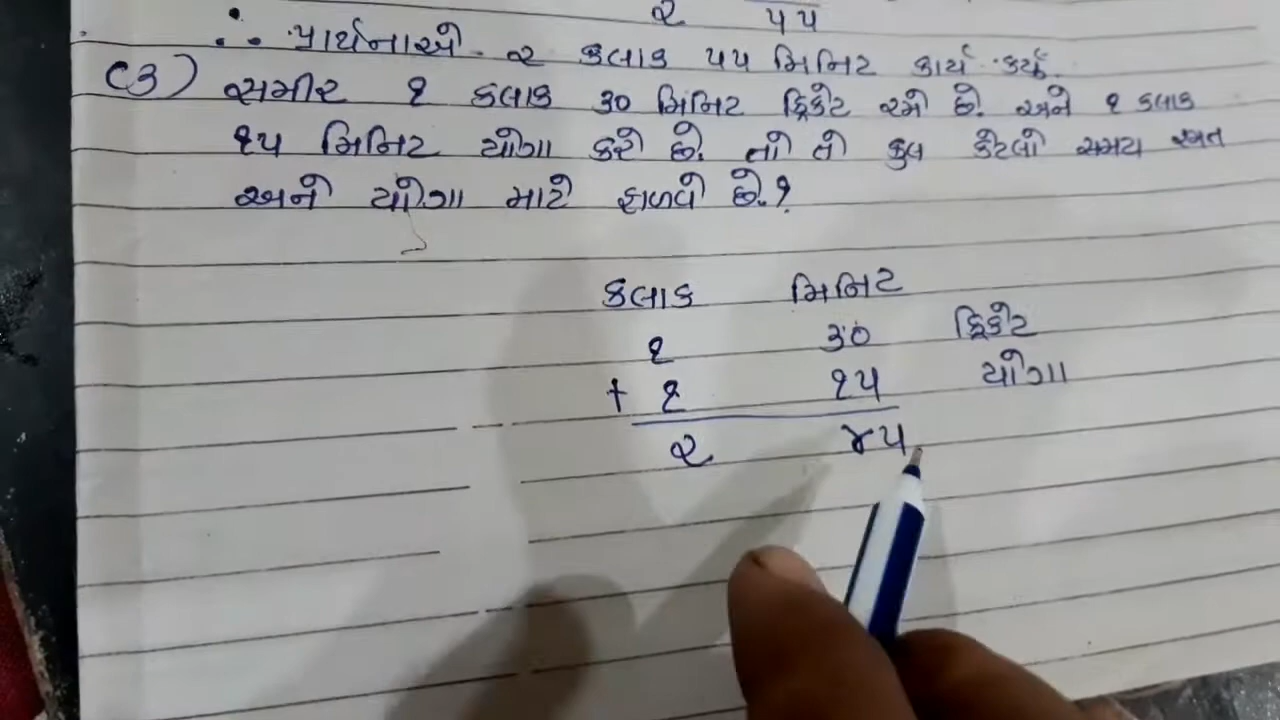 ૨ ૫૫
∴ પ્રાર્થનાએ ૨ કલાક ૫૫ મિનિટ કાર્ય કર્યું.
(૩) સમીર ૧ કલાક ૩૦ મિનિટ ક્રિકેટ રમે છે. અને ૧ કલાક
૧૫ મિનિટ યોગા કરે છે. તો તે કુલ કેટલો સમય રમત
અને યોગા માટે ફાળવે છે.?
કલાક મિનિટ
૧ ૩૦ ક્રિકેટ
+ ૧ ૧૫ યોગા
૨ ૪૫